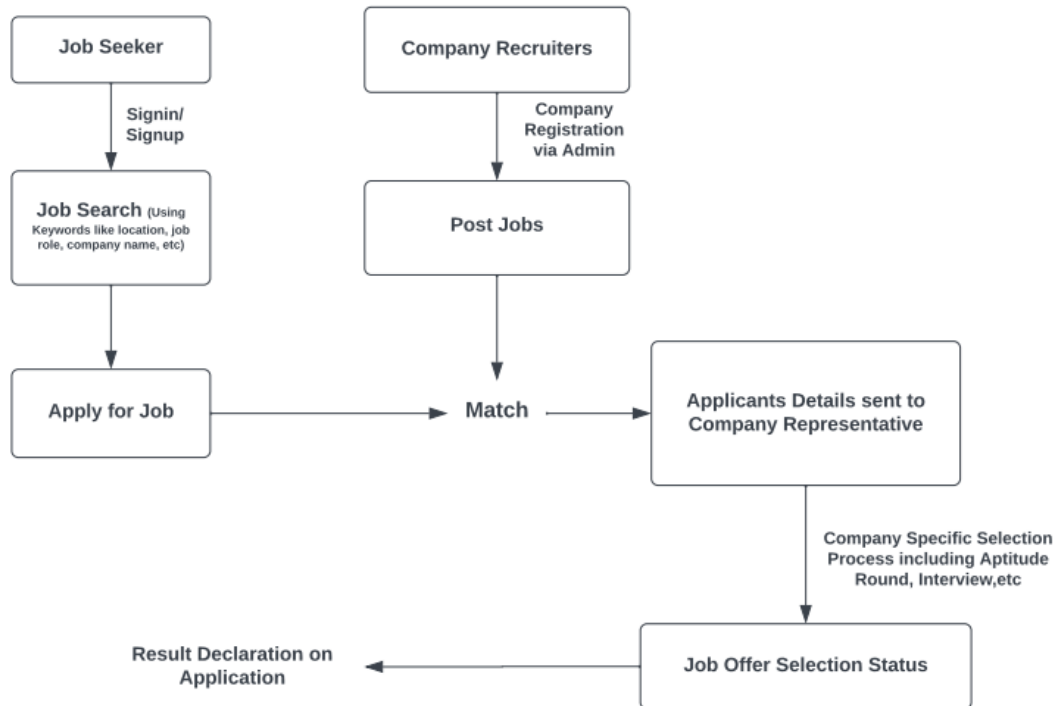 Job Seeker
Company Recruiters
Signin/
Signup
Company
Registration
via Admin
Job Search (Using
Keywords like location, job
role, company name, etc)
Post Jobs
Apply for Job
Match
Applicants Details sent to
Company Representative
Company Specific Selection
Process including Aptitude
Round, Interview,etc
Job Offer Selection Status
Result Declaration on
Application